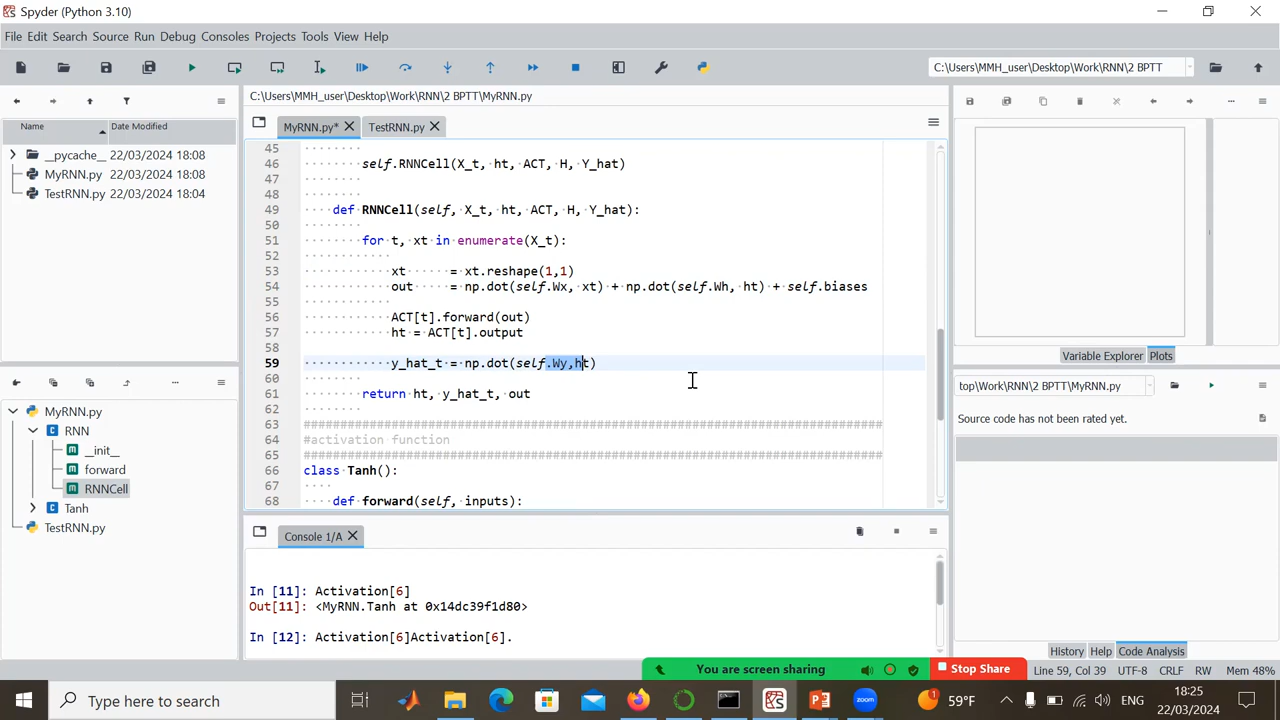 Spyder (Python 3.10)
File Edit Search Source Run Debug Consoles Projects Tools View Help
C:\Users\MMH_user\Desktop\Work\RNN\2 BPTT
C:\Users\MMH_user\Desktop\Work\RNN\2 BPTT\MyRNN.py
Name Date Modified
__pycache__ 22/03/2024 18:08
MyRNN.py 22/03/2024 18:08
TestRNN.py 22/03/2024 18:04
MyRNN.py* TestRNN.py
45
46 self.RNNCell(X_t, ht, ACT, H, Y_hat)
47
48
49 def RNNCell(self, X_t, ht, ACT, H, Y_hat):
50
51 for t, xt in enumerate(X_t):
52
53 xt = xt.reshape(1,1)
54 out = np.dot(self.Wx, xt) + np.dot(self.Wh, ht) + self.biases
55
56 ACT[t].forward(out)
57 ht = ACT[t].output
58
59 y_hat_t = np.dot(self.Wy,ht)
60
61 return ht, y_hat_t, out
62
63 ###############################################################################
64 #activation function
65 ###############################################################################
66 class Tanh():
67
68 def forward(self, inputs):
MyRNN.py
RNN
__init__
forward
RNNCell
Tanh
TestRNN.py
Variable Explorer Plots
top\Work\RNN\2 BPTT\MyRNN.py
Source code has not been rated yet.
History Help Code Analysis
Console 1/A
In [11]: Activation[6]
Out[11]: <MyRNN.Tanh at 0x14dc39f1d80>
In [12]: Activation[6]Activation[6].
You are screen sharing Stop Share
Line 59, Col 39 UTF-8 CRLF RW Mem 48%
Type here to search
zoom
1 59°F ENG
18:25
22/03/2024